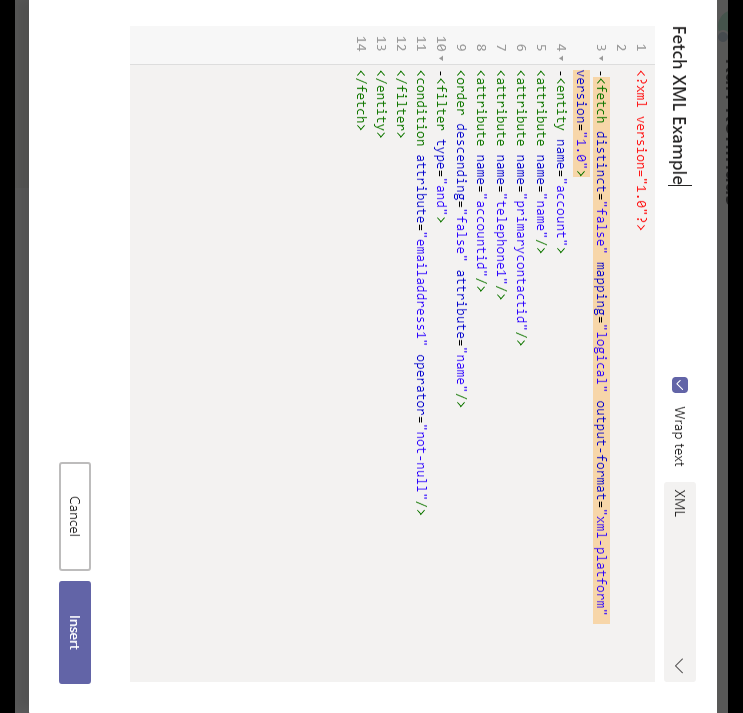 Fetch XML Example
Wrap text
XML
1 <?xml version="1.0"?>
2
3 -<fetch distinct="false" mapping="logical" output-format="xml-platform"
version="1.0">
4 -<entity name="account">
5 <attribute name="name"/>
6 <attribute name="primarycontactid"/>
7 <attribute name="telephone1"/>
8 <attribute name="accountid"/>
9 <order descending="false" attribute="name"/>
10 -<filter type="and">
11 <condition attribute="emailaddress1" operator="not-null"/>
12 </filter>
13 </entity>
14 </fetch>
Cancel
Insert